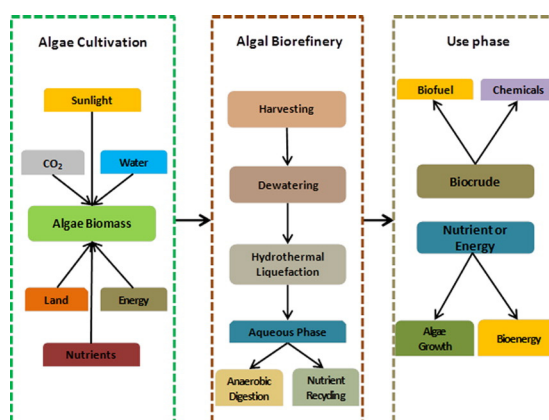 Algae Cultivation
Sunlight
CO2
Water
Algae Biomass
Land
Energy
Nutrients
Algal Biorefinery
Harvesting
Dewatering
Hydrothermal
Liquefaction
Aqueous Phase
Anaerobic
Digestion
Nutrient
Recycling
Use phase
Biofuel
Chemicals
Biocrude
Nutrient or
Energy
Algae
Growth
Bioenergy